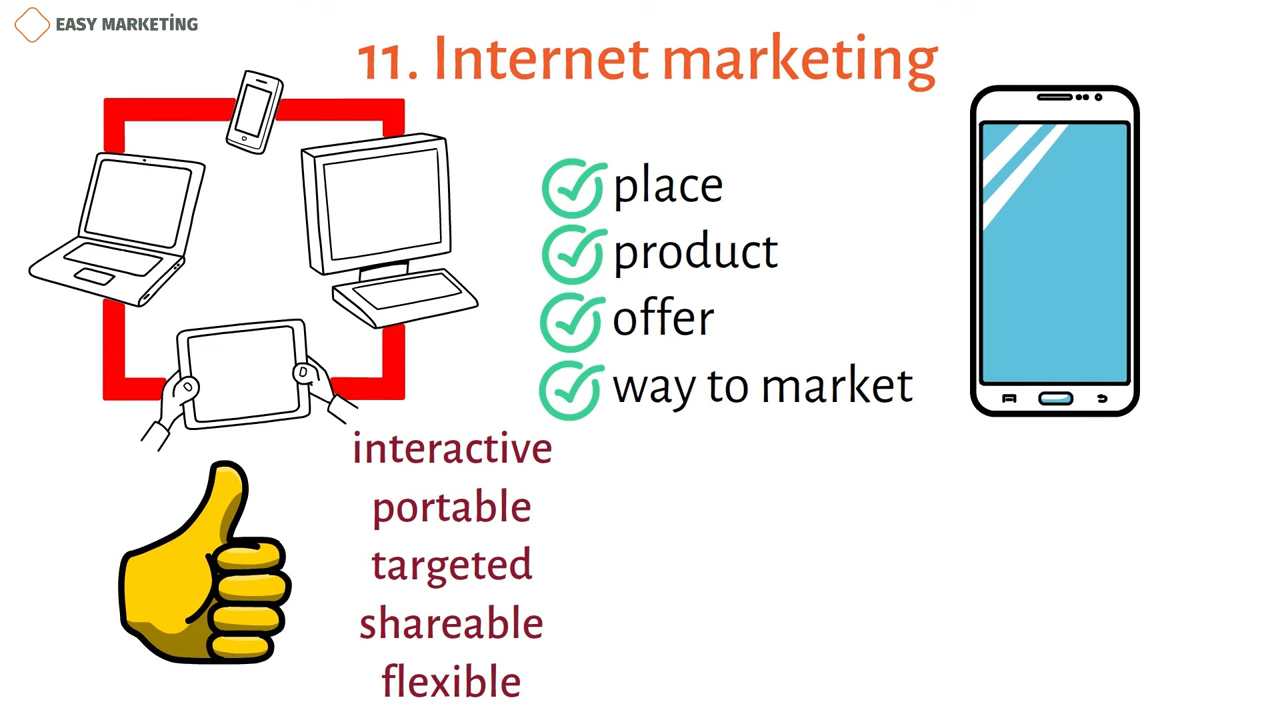 EASY MARKETİNG
11. Internet marketing
place
product
offer
way to market
interactive
portable
targeted
shareable
flexible